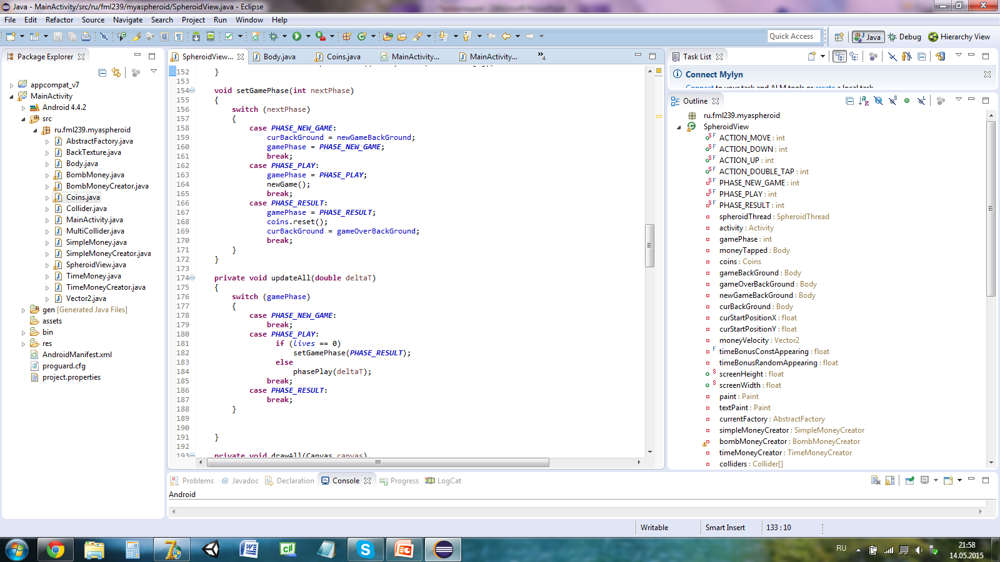 Java - MainActivity/src/ru/fml239/myaspheroid/SpheroidView.java - Eclipse
File Edit Refactor Source Navigate Search Project Run Window Help
Quick Access
Java
Debug
Hierarchy View
Package Explorer
appcompat_v7
MainActivity
Android 4.4.2
src
ru.fml239.myaspheroid
AbstractFactory.java
BackTexture.java
Body.java
BombMoney.java
BombMoneyCreator.java
Coins.java
Collider.java
MainActivity.java
MultiCollider.java
SimpleMoney.java
SimpleMoneyCreator.java
SpheroidView.java
TimeMoney.java
TimeMoneyCreator.java
Vector2.java
gen [Generated Java Files]
assets
bin
res
AndroidManifest.xml
proguard.cfg
project.properties
SpheroidView... Body.java Coins.java MainActivity... MainActivity... »4
152 }
153
154 void setGamePhase(int nextPhase)
155 {
156 switch (nextPhase)
157 {
158 case PHASE_NEW_GAME:
159 curBackGround = newGameBackGround;
160 gamePhase = PHASE_NEW_GAME;
161 break;
162 case PHASE_PLAY:
163 gamePhase = PHASE_PLAY;
164 newGame();
165 break;
166 case PHASE_RESULT:
167 gamePhase = PHASE_RESULT;
168 coins.reset();
169 curBackGround = gameOverBackGround;
170 break;
171 }
172 }
173
174 private void updateAll(double deltaT)
175 {
176 switch (gamePhase)
177 {
178 case PHASE_NEW_GAME:
179 break;
180 case PHASE_PLAY:
181 if (lives == 0)
182 setGamePhase(PHASE_RESULT);
183 else
184 phasePlay(deltaT);
185 break;
186 case PHASE_RESULT:
187 break;
188 }
189
190
191 }
192
193 private void drawAll(Canvas canvas)
Task List
Connect Mylyn
Connect to your task and ALM tools or create a local task.
Outline
ru.fml239.myaspheroid
SpheroidView
ACTION_MOVE : int
ACTION_DOWN : int
ACTION_UP : int
ACTION_DOUBLE_TAP : int
PHASE_NEW_GAME : int
PHASE_PLAY : int
PHASE_RESULT : int
spheroidThread : SpheroidThread
activity : Activity
gamePhase : int
moneyTapped : Body
coins : Coins
gameBackGround : Body
gameOverBackGround : Body
newGameBackGround : Body
curBackGround : Body
curStartPositionX : float
curStartPositionY : float
moneyVelocity : Vector2
timeBonusConstAppearing : float
timeBonusRandomAppearing : float
screenHeight : float
screenWidth : float
paint : Paint
textPaint : Paint
currentFactory : AbstractFactory
simpleMoneyCreator : SimpleMoneyCreator
bombMoneyCreator : BombMoneyCreator
timeMoneyCreator : TimeMoneyCreator
colliders : Collider[]
Problems Javadoc Declaration Console Progress LogCat
Android
Writable Smart Insert 133 : 10
RU
21:58
14.05.2015